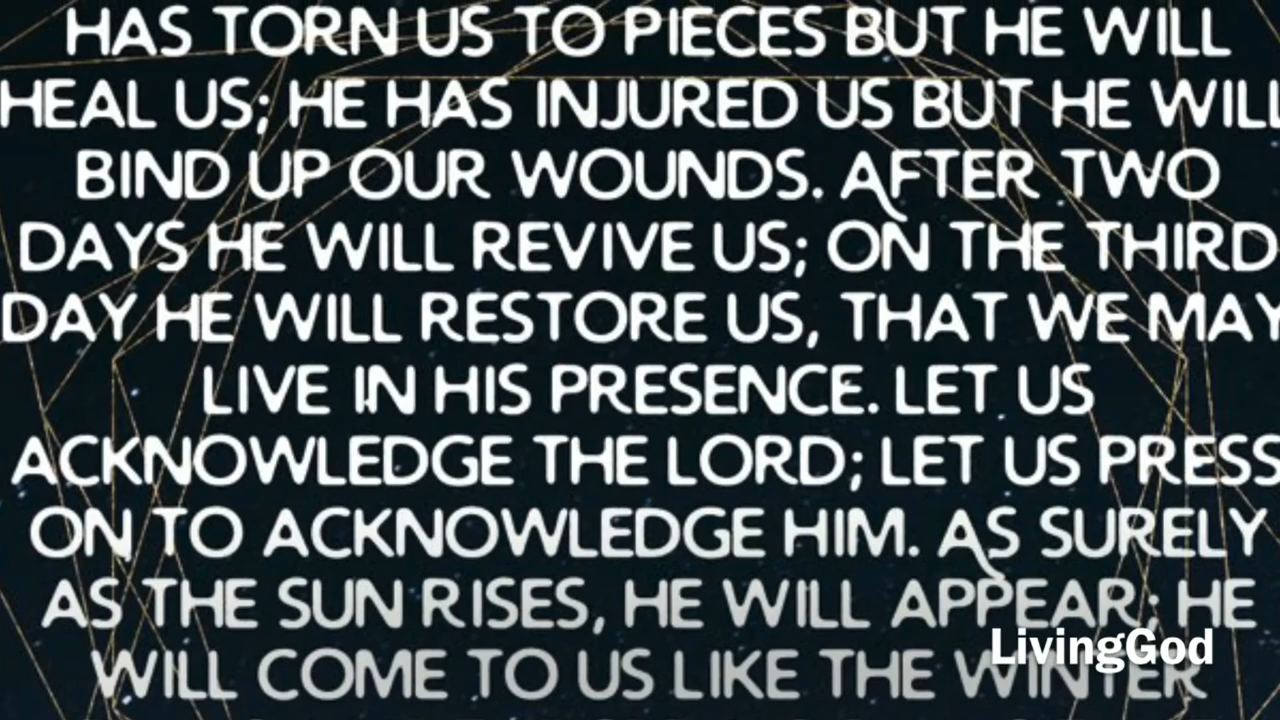 HAS TORN US TO PIECES BUT HE WILL
HEAL US; HE HAS INJURED US BUT HE WILL
BIND UP OUR WOUNDS. AFTER TWO
DAYS HE WILL REVIVE US; ON THE THIRD
DAY HE WILL RESTORE US, THAT WE MAY
LIVE IN HIS PRESENCE. LET US
ACKNOWLEDGE THE LORD; LET US PRESS
ON TO ACKNOWLEDGE HIM. AS SURELY
AS THE SUN RISES, HE WILL APPEAR; HE
WILL COME TO US LIKE THE WINTER
LivingGod